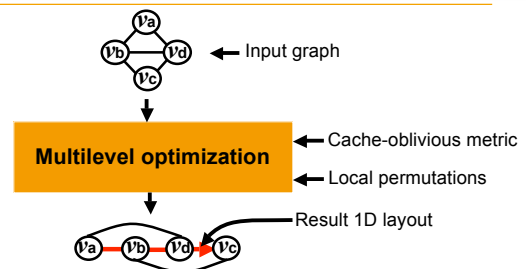 va
vb vd
Input graph
vc
Cache-oblivious metric
Multilevel optimization
Local permutations
Result 1D layout
va vb vd vc